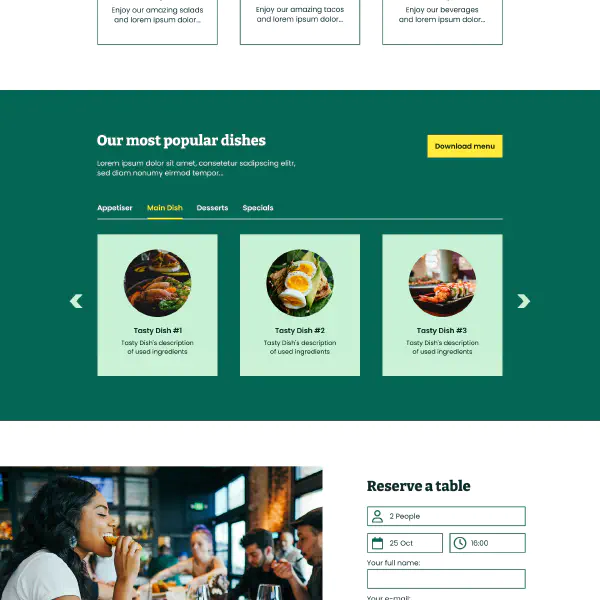 Enjoy our amazing salads
and lorem ipsum dolor...
Enjoy our amazing tacos
and lorem ipsum dolor...
Enjoy our beverages
and lorem ipsum dolor...
Our most popular dishes
Download menu
Lorem ipsum dolor sit amet, consetetur sadipscing elitr,
sed diam nonumy eirmod tempor...
Appetiser
Main Dish
Desserts
Specials
Tasty Dish #1
Tasty Dish's description
of used ingredients
Tasty Dish #2
Tasty Dish's description
of used ingredients
Tasty Dish #3
Tasty Dish's description
of used ingredients
Reserve a table
2 People
25 Oct
16:00
Your full name:
Your e-mail: